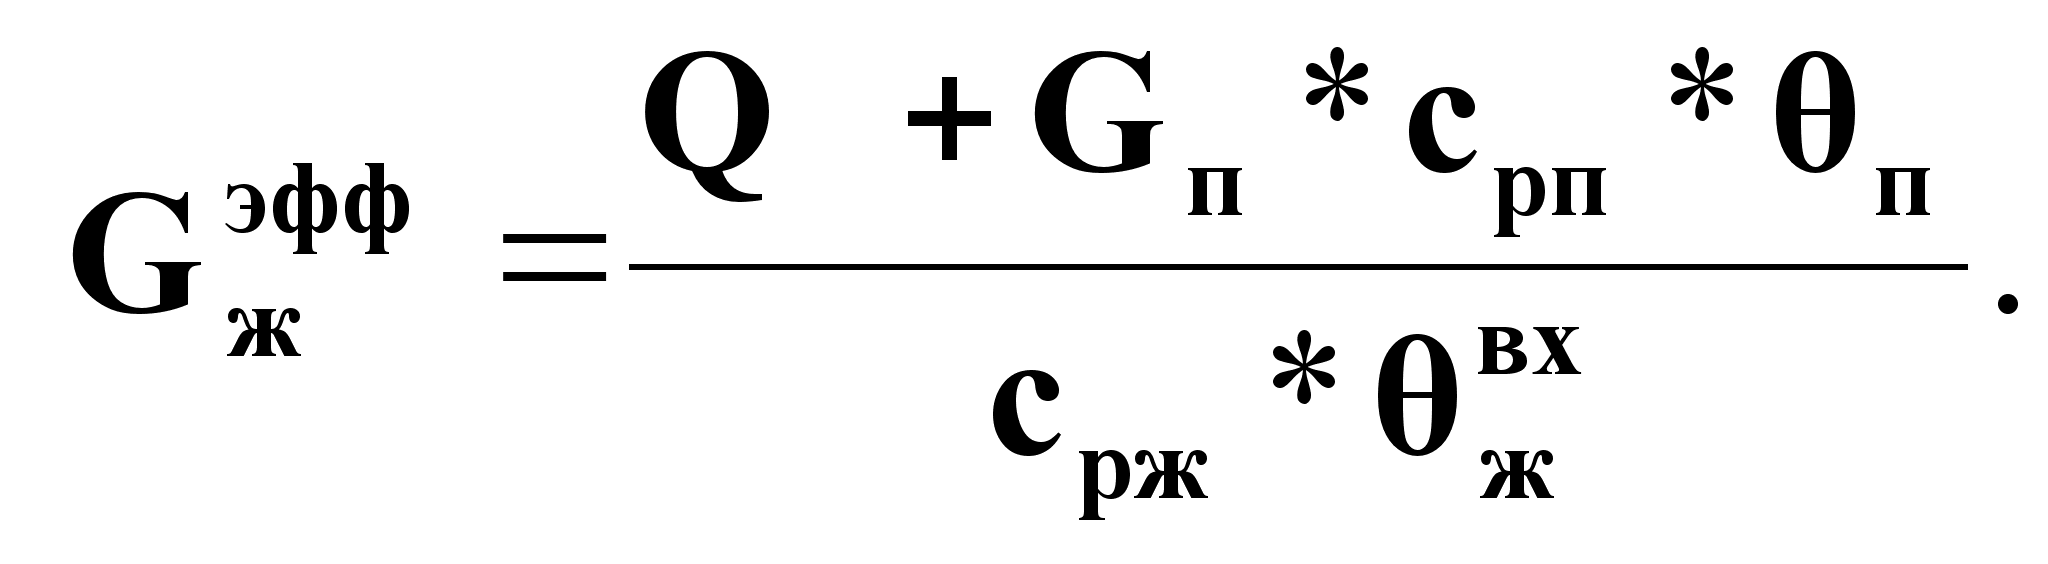 G_ж^эфф = (Q + G_п * c_рп * θ_п) / (c_рж * θ_ж^вх).